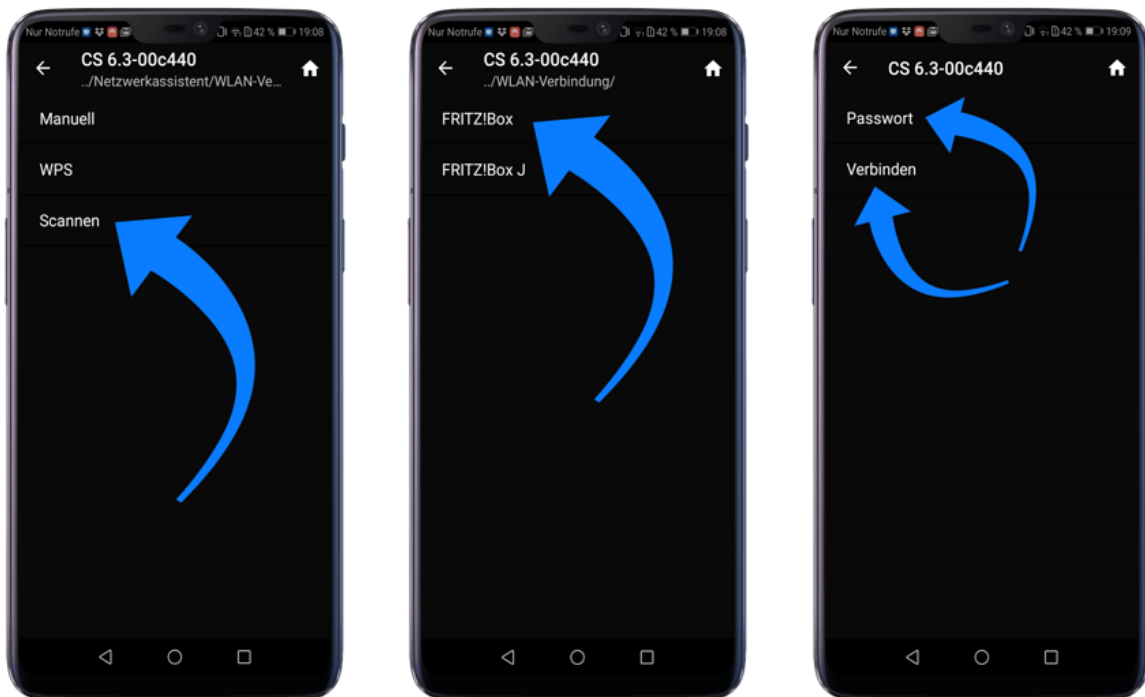 Nur Notrufe 42 % 19:08
CS 6.3-00c440
../Netzwerkassistent/WLAN-Ve...
Manuell
WPS
Scannen
Nur Notrufe 42 % 19:08
CS 6.3-00c440
../WLAN-Verbindung/
FRITZ!Box
FRITZ!Box J
Nur Notrufe 42 % 19:09
CS 6.3-00c440
Passwort
Verbinden